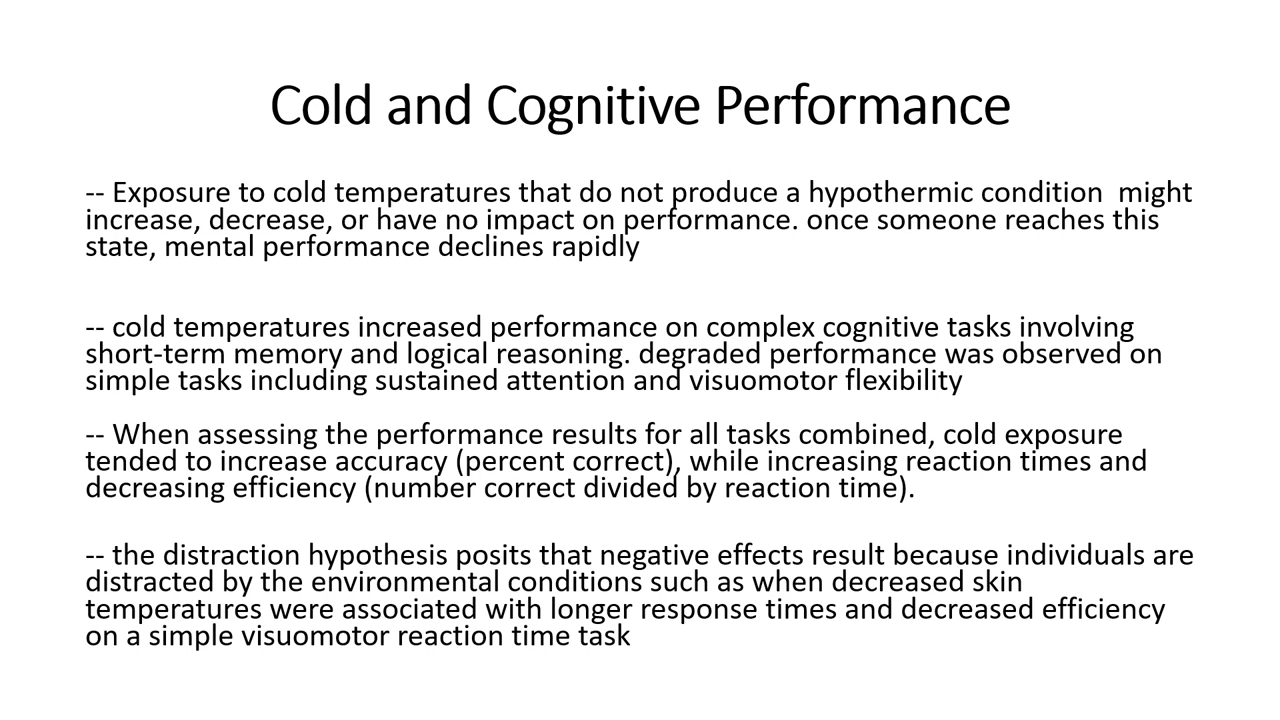 Cold and Cognitive Performance
-- Exposure to cold temperatures that do not produce a hypothermic condition  might
increase, decrease, or have no impact on performance. once someone reaches this
state, mental performance declines rapidly
-- cold temperatures increased performance on complex cognitive tasks involving
short-term memory and logical reasoning. degraded performance was observed on
simple tasks including sustained attention and visuomotor flexibility
-- When assessing the performance results for all tasks combined, cold exposure
tended to increase accuracy (percent correct), while increasing reaction times and
decreasing efficiency (number correct divided by reaction time).
-- the distraction hypothesis posits that negative effects result because individuals are
distracted by the environmental conditions such as when decreased skin
temperatures were associated with longer response times and decreased efficiency
on a simple visuomotor reaction time task